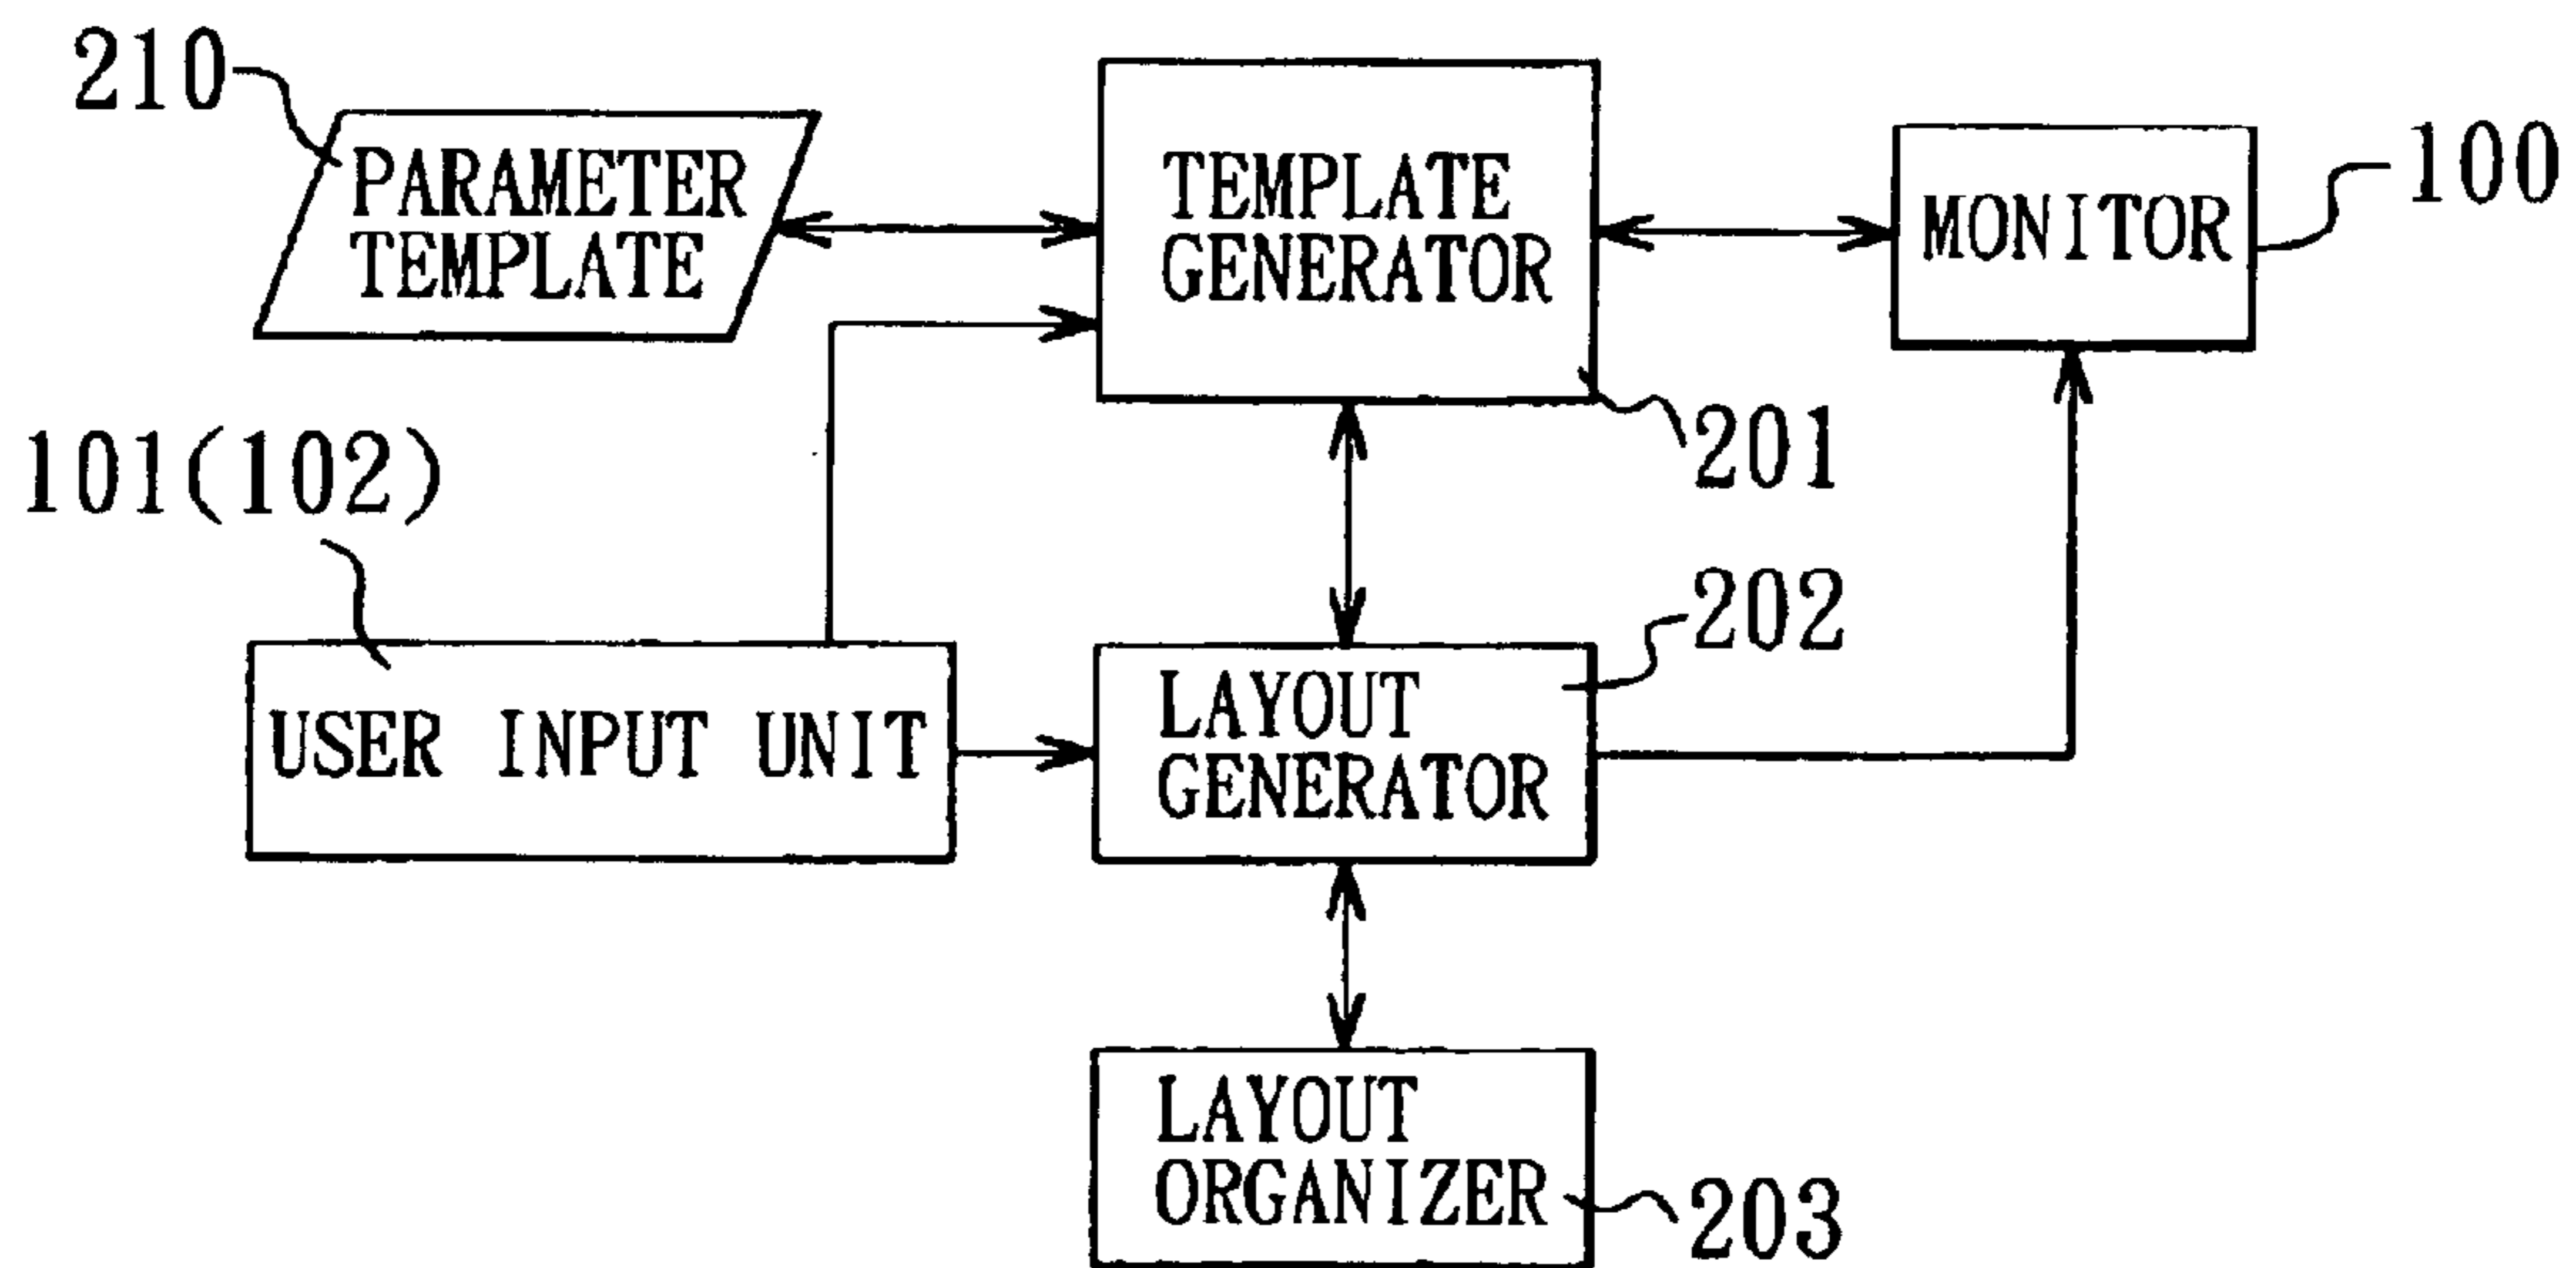 210
PARAMETER
TEMPLATE
TEMPLATE
GENERATOR
MONITOR
100
201
101(102)
USER INPUT UNIT
LAYOUT
GENERATOR
202
LAYOUT
ORGANIZER
203